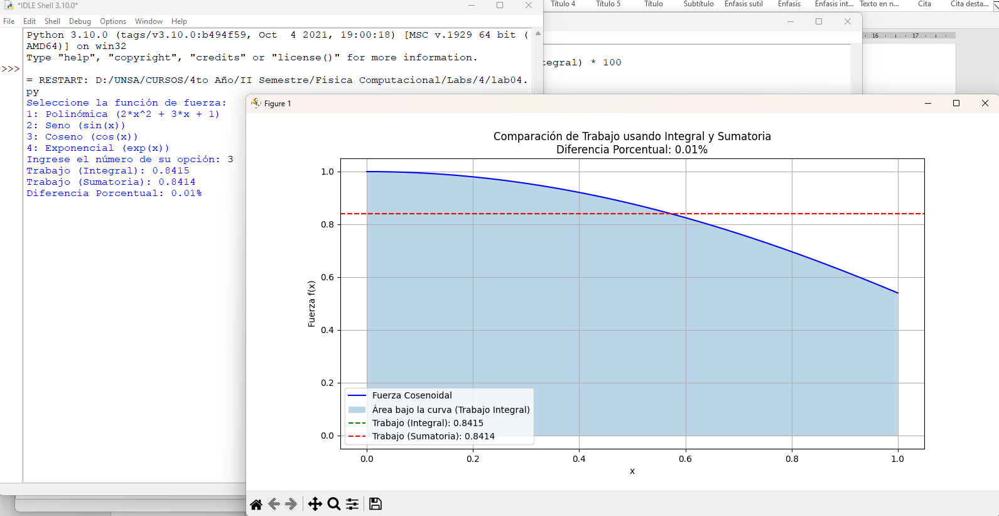 *IDLE Shell 3.10.0*
File Edit Shell Debug Options Window Help
Python 3.10.0 (tags/v3.10.0:b494f59, Oct  4 2021, 19:00:18) [MSC v.1929 64 bit (
AMD64)] on win32
Type "help", "copyright", "credits" or "license()" for more information.
>>>
= RESTART: D:/UNSA/CURSOS/4to Año/II Semestre/Fisica Computacional/Labs/4/lab04.
py
Seleccione la función de fuerza:
1: Polinómica (2*x^2 + 3*x + 1)
2: Seno (sin(x))
3: Coseno (cos(x))
4: Exponencial (exp(x))
Ingrese el número de su opción: 3
Trabajo (Integral): 0.8415
Trabajo (Sumatoria): 0.8414
Diferencia Porcentual: 0.01%
Título 4 Título 5 Título Subtítulo Énfasis sutil Énfasis Énfasis int... Texto en n... Cita Cita desta...
16 17
tegral) * 100
Figure 1
Comparación de Trabajo usando Integral y Sumatoria
Diferencia Porcentual: 0.01%
Fuerza f(x)
1.0
0.8
0.6
0.4
0.2
0.0
Fuerza Cosenoidal
Área bajo la curva (Trabajo Integral)
Trabajo (Integral): 0.8415
Trabajo (Sumatoria): 0.8414
0.0 0.2 0.4 0.6 0.8 1.0
x